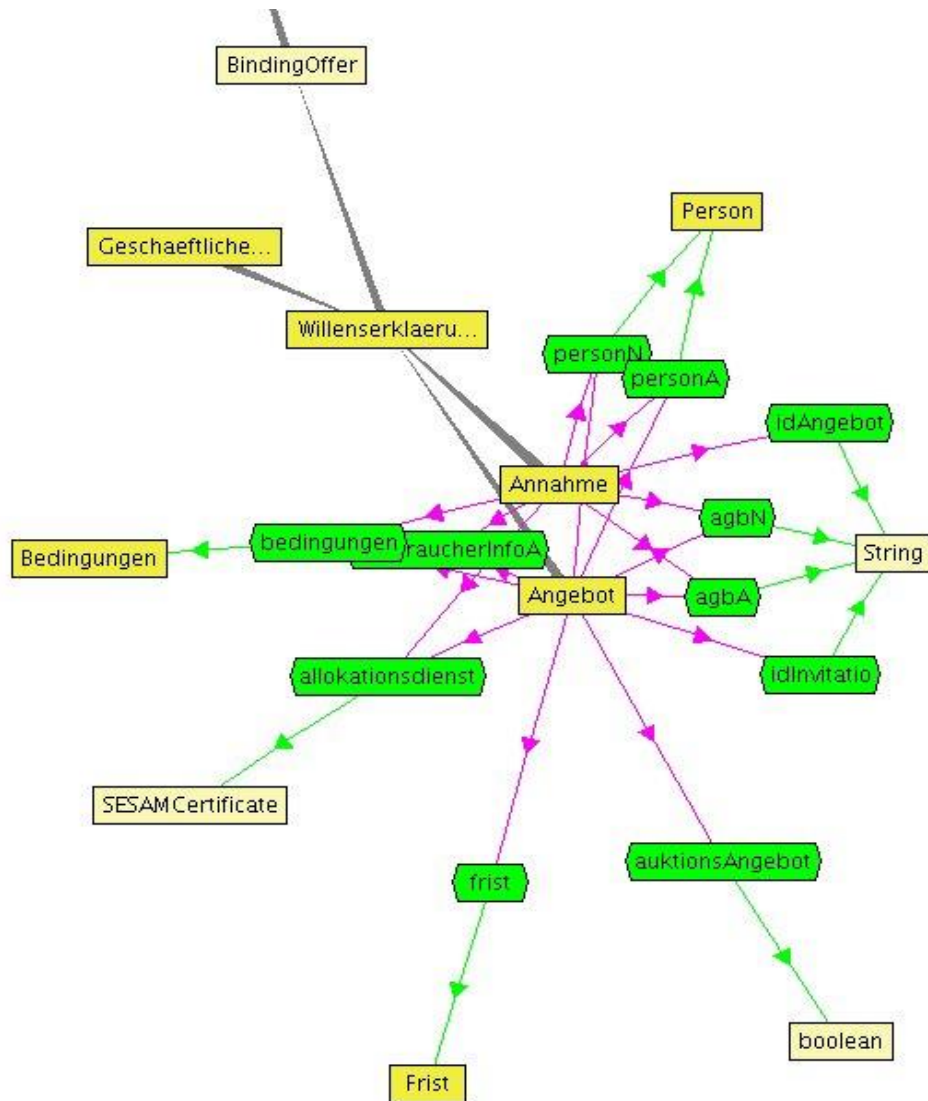 BindingOffer
Person
Geschaeftliche...
Willenserklaeru...
personN
personA
idAngebot
Annahme
agbN
bedingungen
raucherInfoA
String
Bedingungen
Angebot
agbA
allokationsdienst
idInvitatio
SESAMCertificate
auktionsAngebot
frist
boolean
Frist